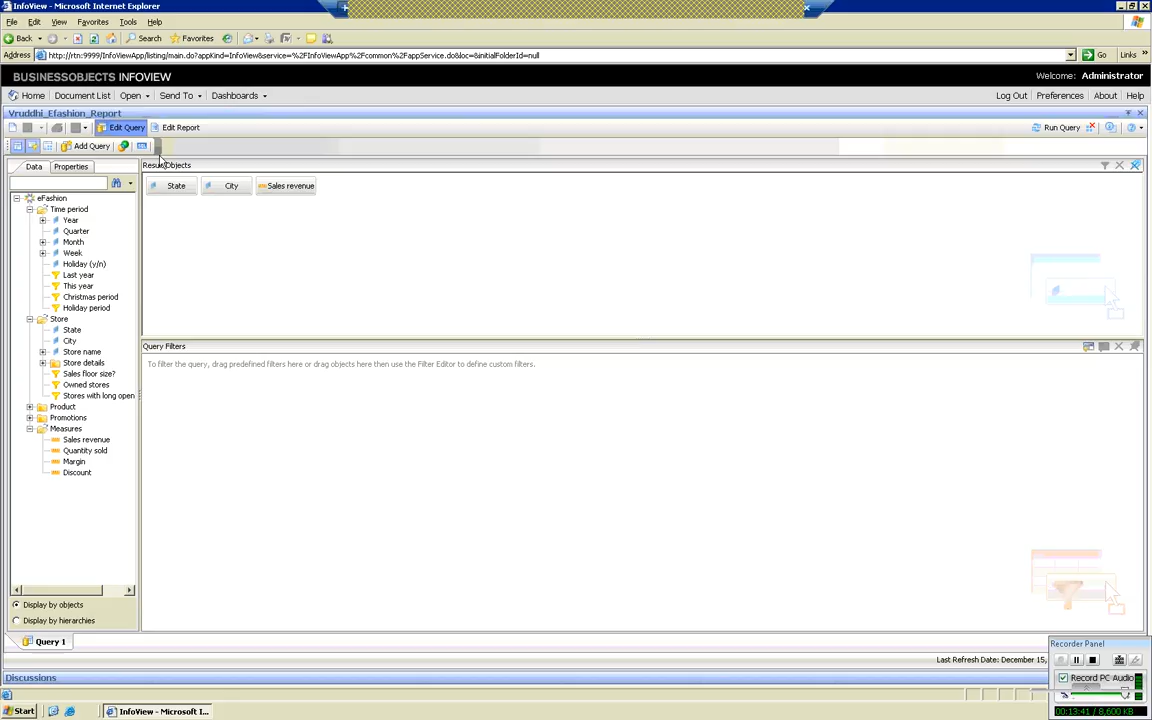 InfoView - Microsoft Internet Explorer
File Edit View Favorites Tools Help
Back Search Favorites
Address http://rtn:9999/InfoViewApp/listing/main.do?appKind=InfoView&service=%2FInfoViewApp%2Fcommon%2FappService.do&loc=&initialFolderId=null Go Links »
BUSINESSOBJECTS INFOVIEW Welcome: Administrator
Home Document List Open Send To Dashboards Log Out Preferences About Help
Vruddhi_Efashion_Report
Edit Query Edit Report Run Query
Add Query
Data Properties Result Objects
State City Sales revenue
eFashion
Time period
Year
Quarter
Month
Week
Holiday (y/n)
Last year
This year
Christmas period
Holiday period
Store
State
City
Store name
Store details
Sales floor size?
Owned stores
Stores with long open
Product
Promotions
Measures
Sales revenue
Quantity sold
Margin
Discount
Query Filters
To filter the query, drag predefined filters here or drag objects here then use the Filter Editor to define custom filters.
Display by objects
Display by hierarchies
Query 1
Last Refresh Date: December 15,
Discussions
Recorder Panel
Record PC Audio
00:13:41 / 8,600 KB
Start InfoView - Microsoft I...